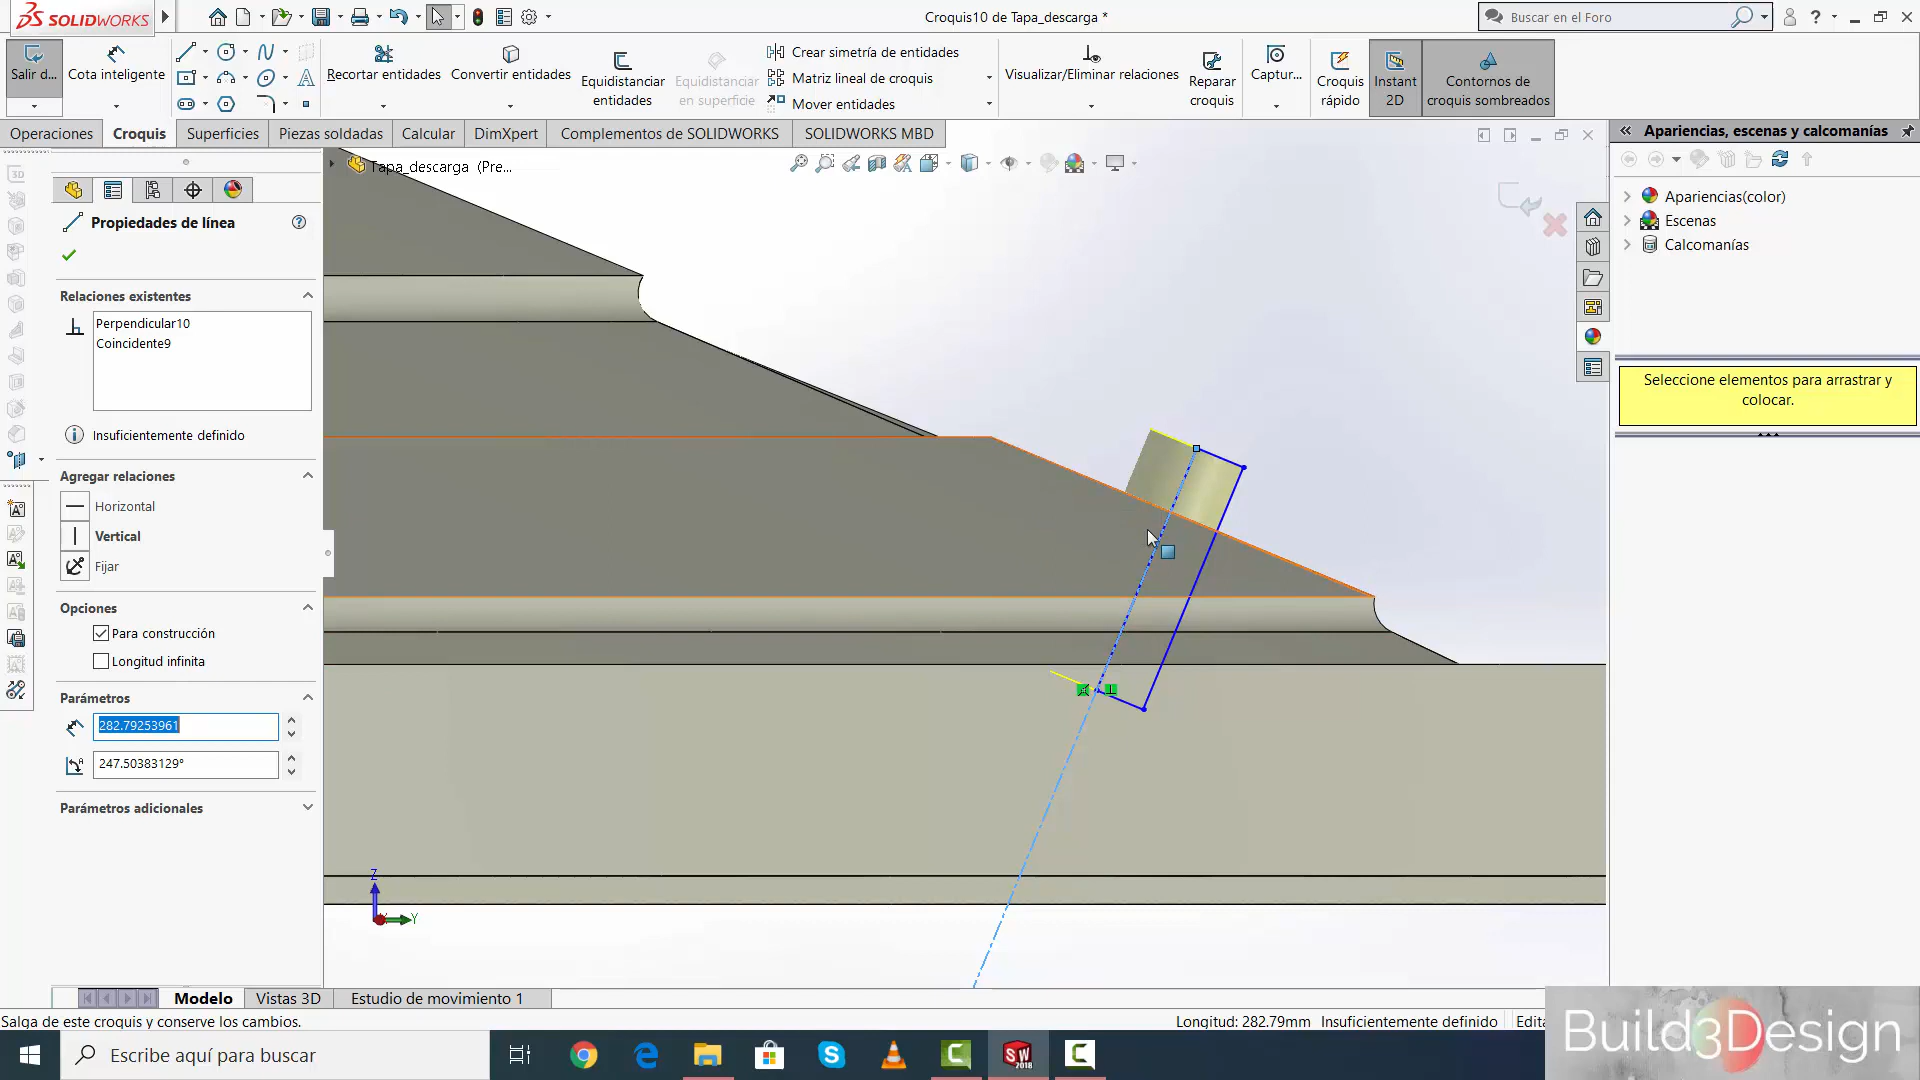 SOLIDWORKS
Croquis10 de Tapa_descarga *
Buscar en el Foro
Salir d...
Cota inteligente
Recortar entidades
Convertir entidades
Equidistanciar
entidades
Equidistanciar
en superficie
Crear simetría de entidades
Matriz lineal de croquis
Mover entidades
Visualizar/Eliminar relaciones
Reparar
croquis
Captur...
Croquis
rápido
Instant
2D
Contornos de
croquis sombreados
Operaciones
Croquis
Superficies
Piezas soldadas
Calcular
DimXpert
Complementos de SOLIDWORKS
SOLIDWORKS MBD
Apariencias, escenas y calcomanías
Tapa_descarga (Pre...
Propiedades de línea
Relaciones existentes
Perpendicular10
Coincidente9
Insuficientemente definido
Agregar relaciones
Horizontal
Vertical
Fijar
Opciones
Para construcción
Longitud infinita
Parámetros
282.79253961
247.50383129°
Parámetros adicionales
Apariencias(color)
Escenas
Calcomanías
Seleccione elementos para arrastrar y
colocar.
Z
Y
Modelo
Vistas 3D
Estudio de movimiento 1
Salga de este croquis y conserve los cambios.
Longitud: 282.79mm
Insuficientemente definido
Edita
Escribe aquí para buscar
SW
2018
Build3Design